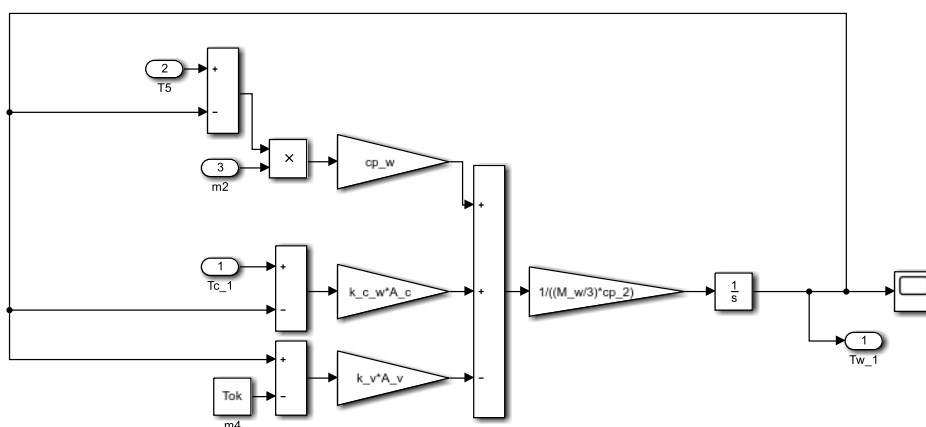 2
T5
+
−
3
m2
×
cp_w
+
1
Tc_1
+
−
k_c_w*A_c
+
1/((M_w/3)*cp_2)
1
s
1
Tw_1
+
−
k_v*A_v
−
Tok
m4